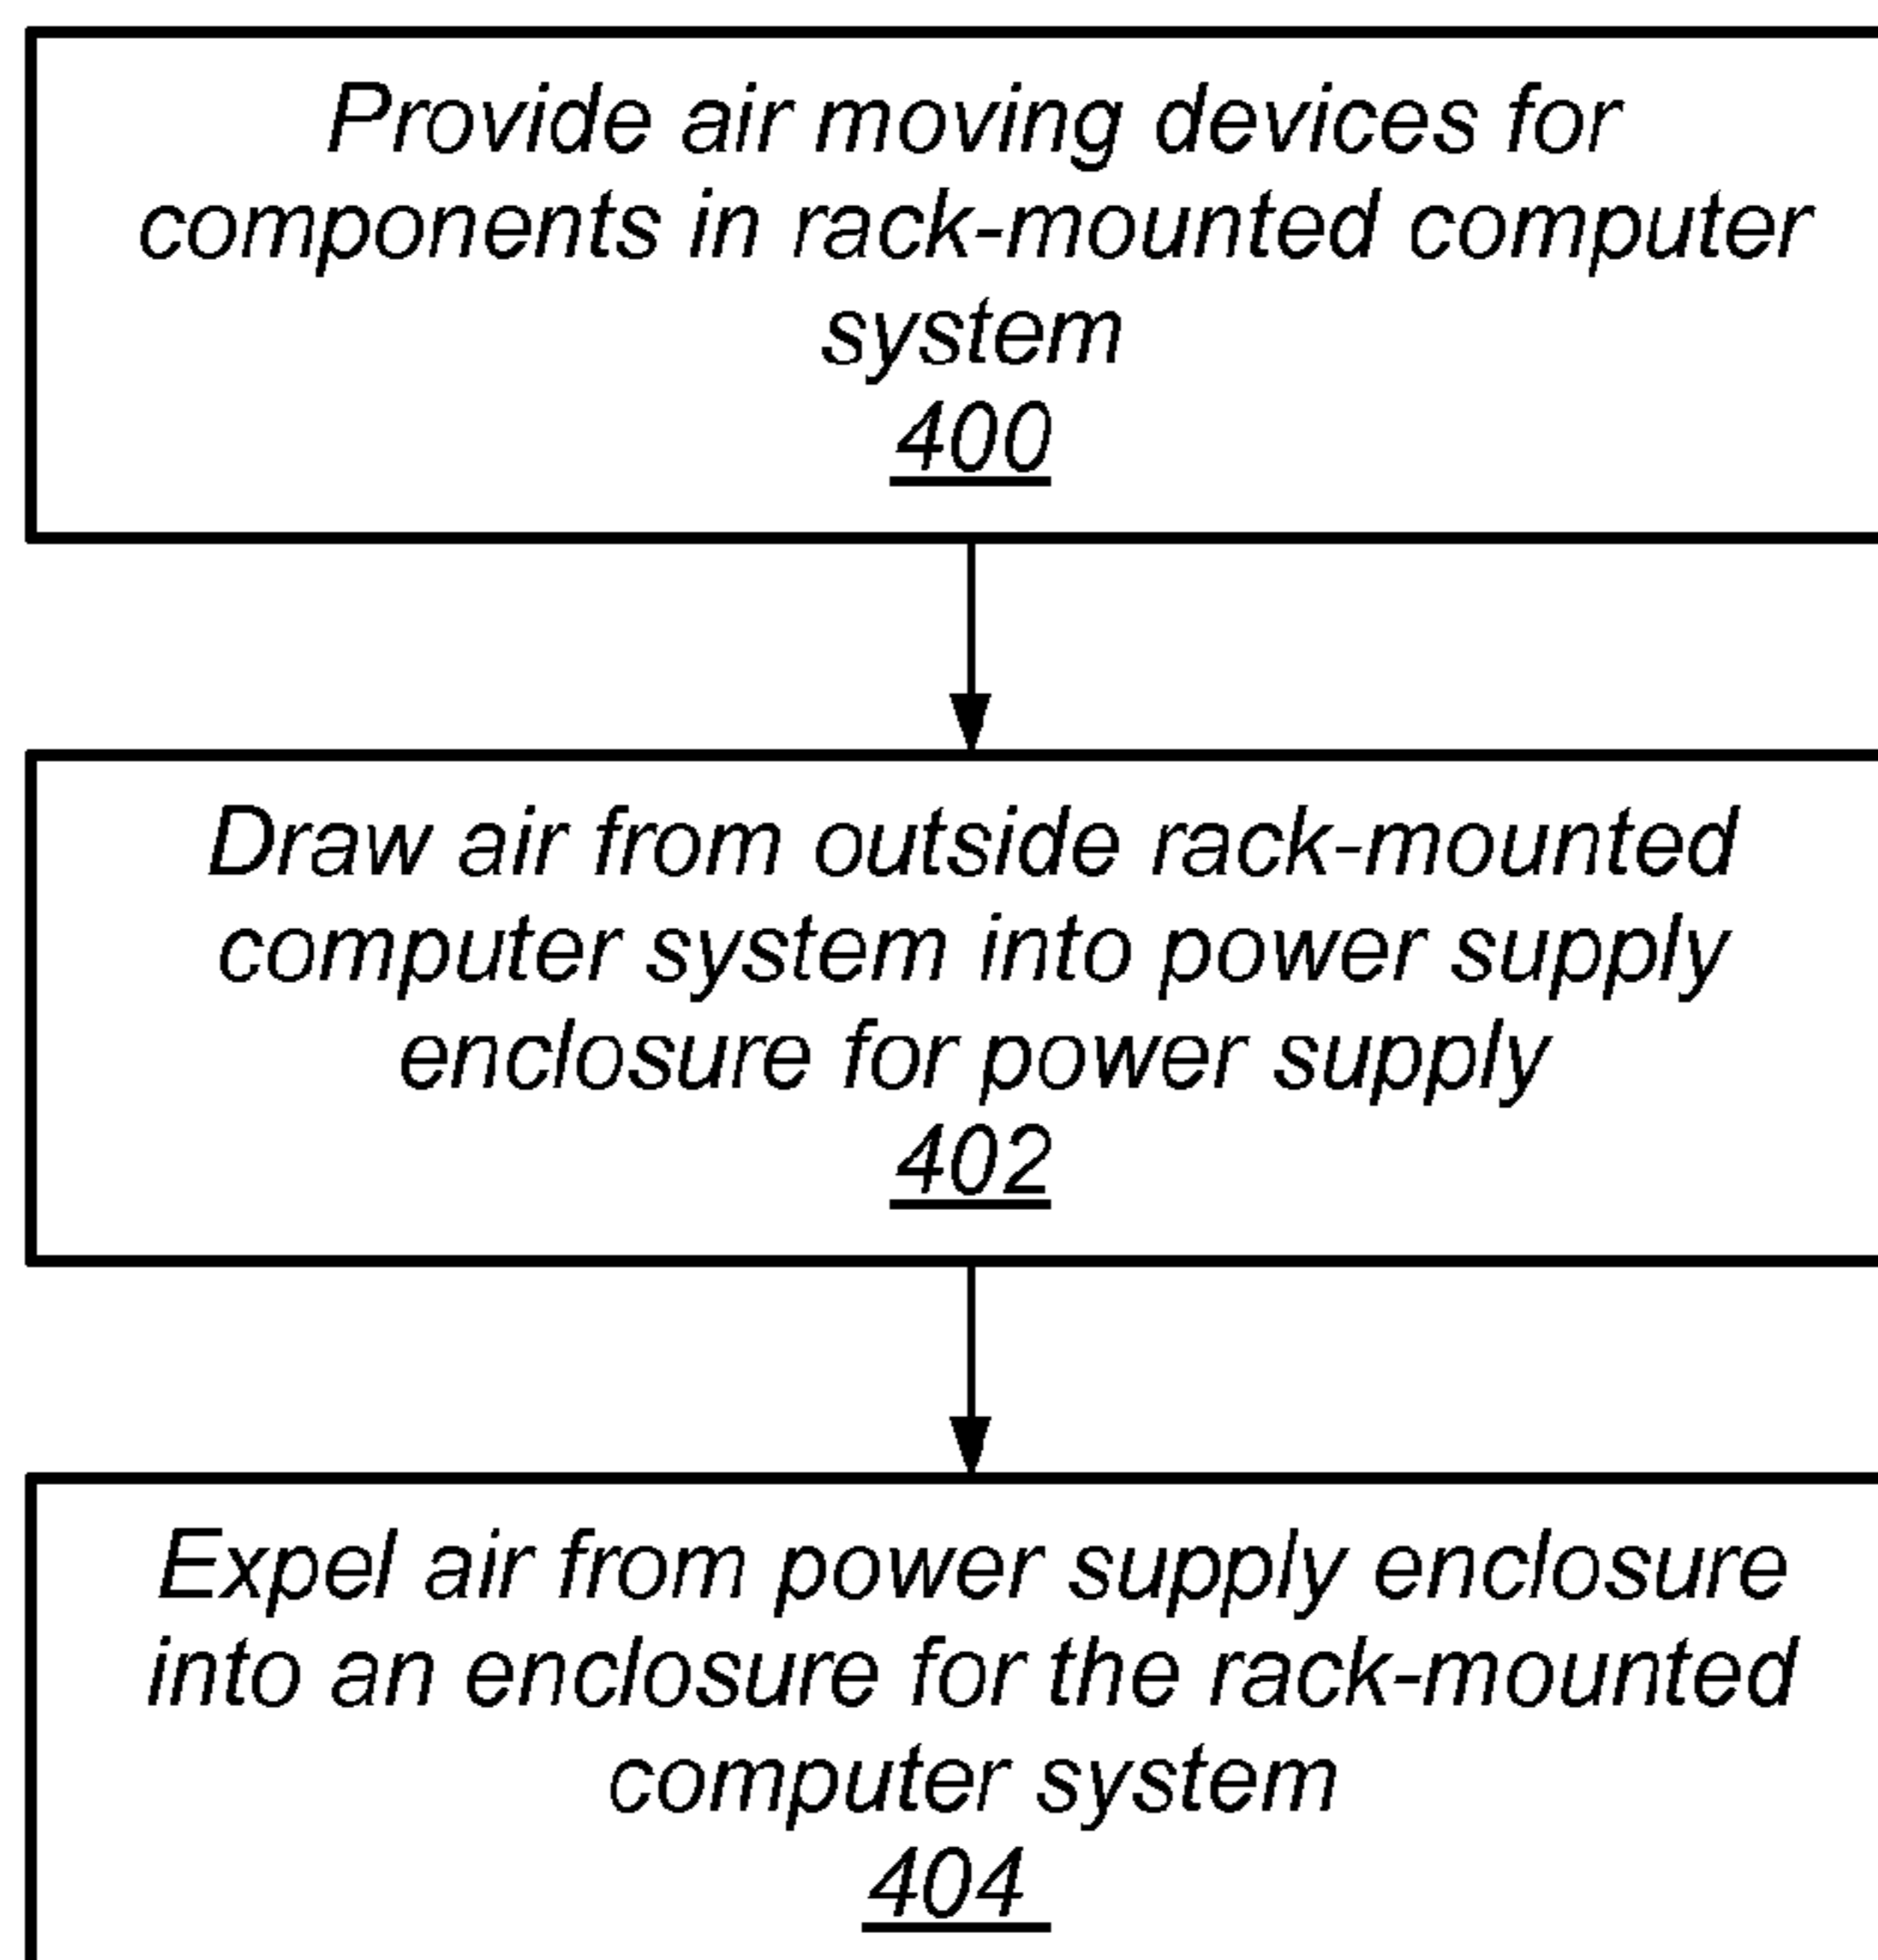 Provide air moving devices for
components in rack-mounted computer
system
400
Draw air from outside rack-mounted
computer system into power supply
enclosure for power supply
402
Expel air from power supply enclosure
into an enclosure for the rack-mounted
computer system
404